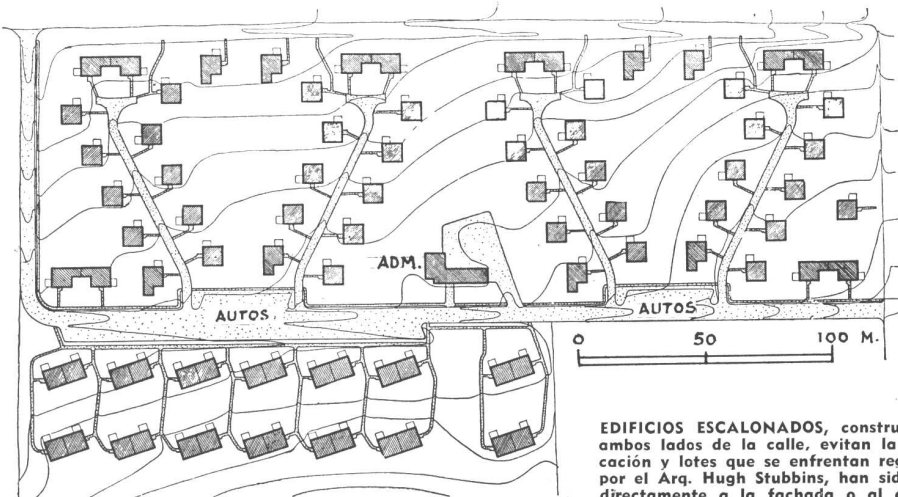 ADM.
AUTOS
AUTOS
0 50 100 M.
EDIFICIOS ESCALONADOS, constru
ambos lados de la calle, evitan la
cación y lotes que se enfrentan reg
por el Arq. Hugh Stubbins, han sid
directamente a la fachada o al